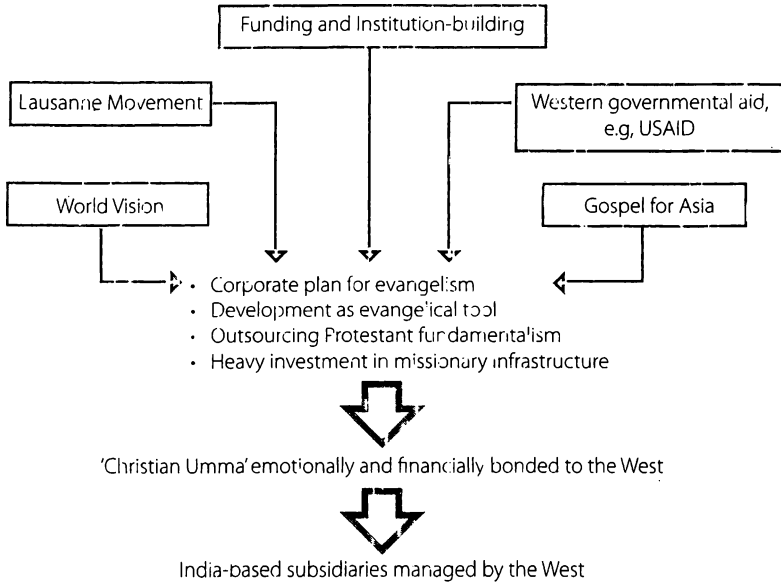 Funding and Institution-building
Lausanne Movement
Western governmental aid,
e.g, USAID
World Vision
Gospel for Asia
• Corporate plan for evangelism
• Development as evangelical tool
• Outsourcing Protestant fundamentalism
• Heavy investment in missionary infrastructure
'Christian Umma' emotionally and financially bonded to the West
India-based subsidiaries managed by the West